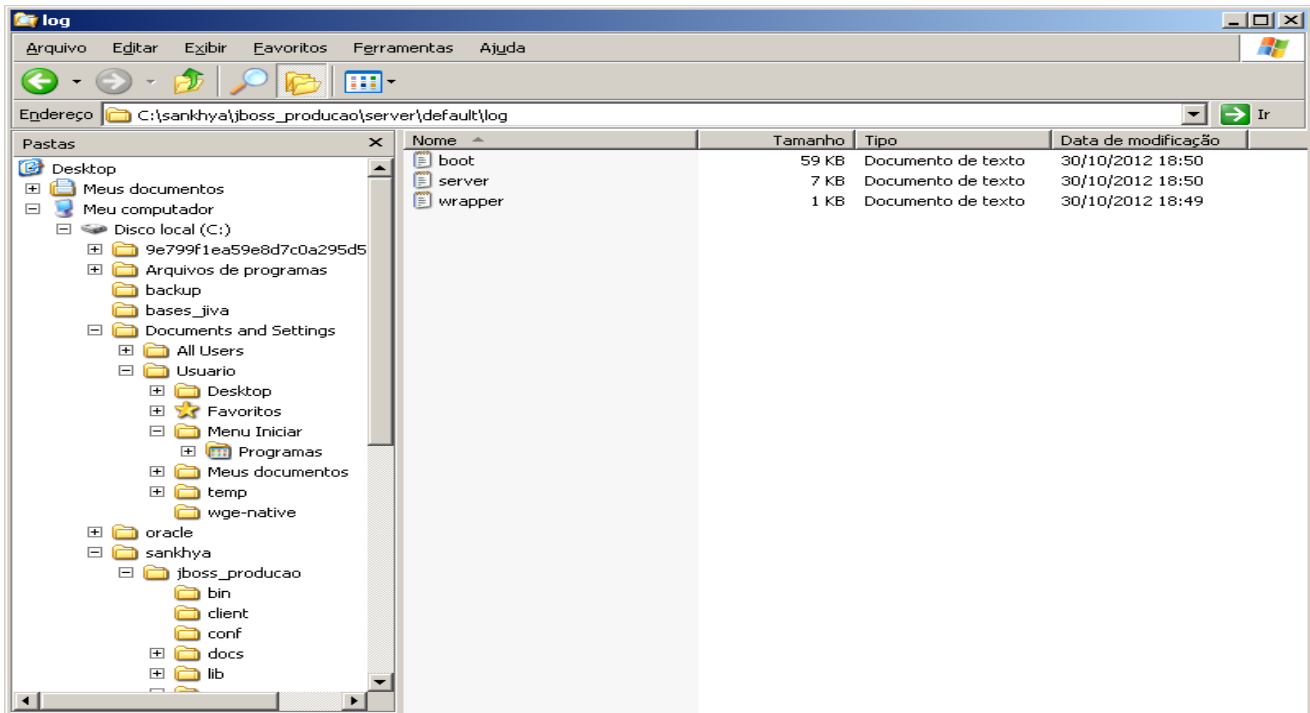 log
Arquivo Editar Exibir Favoritos Ferramentas Ajuda
Endereço C:\sankhya\jboss_producao\server\default\log Ir
Pastas
Desktop
Meus documentos
Meu computador
Disco local (C:)
9e799f1ea59e8d7c0a295d5
Arquivos de programas
backup
bases_jiva
Documents and Settings
All Users
Usuario
Desktop
Favoritos
Menu Iniciar
Programas
Meus documentos
temp
wge-native
oracle
sankhya
jboss_producao
bin
client
conf
docs
lib
Nome Tamanho Tipo Data de modificação
boot 59 KB Documento de texto 30/10/2012 18:50
server 7 KB Documento de texto 30/10/2012 18:50
wrapper 1 KB Documento de texto 30/10/2012 18:49